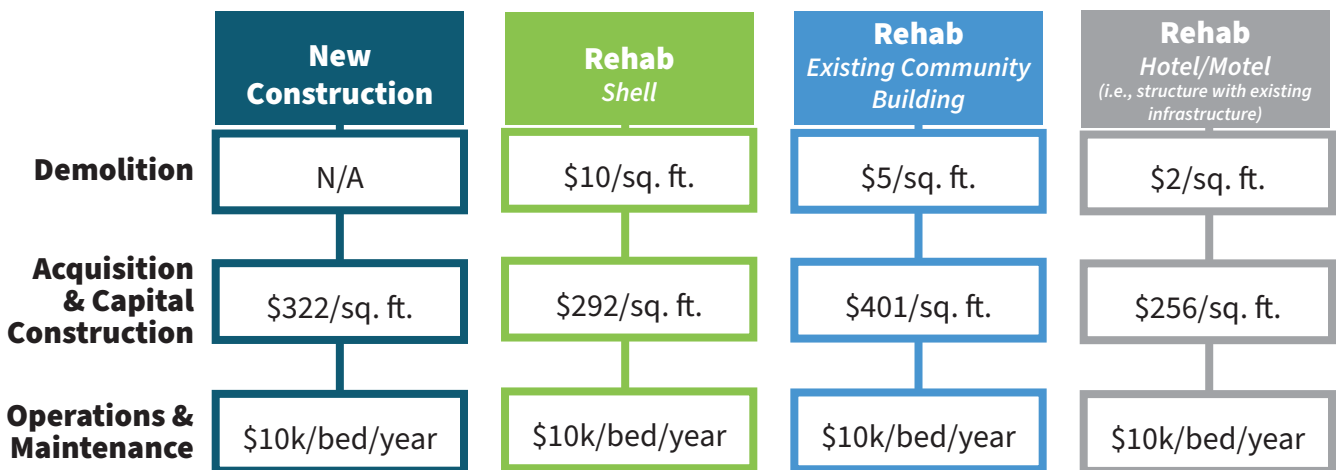 New
Construction
Rehab
Shell
Rehab
Existing Community
Building
Rehab
Hotel/Motel
(i.e., structure with existing
infrastructure)
Demolition
N/A
$10/sq. ft.
$5/sq. ft.
$2/sq. ft.
Acquisition
& Capital
Construction
$322/sq. ft.
$292/sq. ft.
$401/sq. ft.
$256/sq. ft.
Operations &
Maintenance
$10k/bed/year
$10k/bed/year
$10k/bed/year
$10k/bed/year